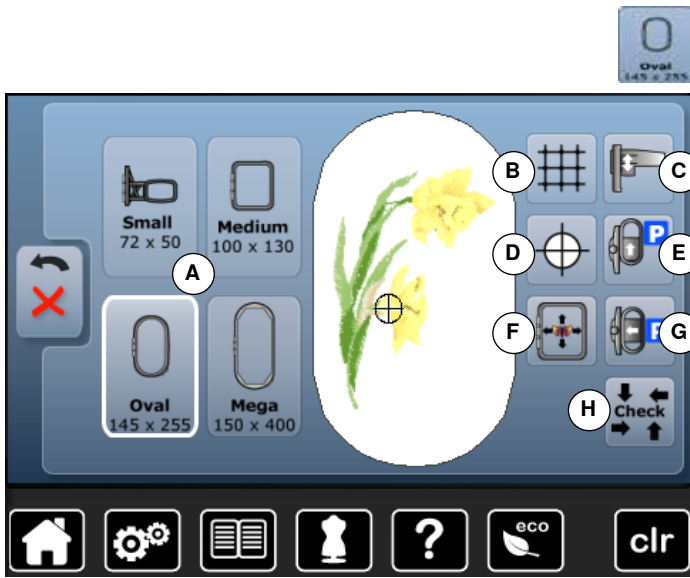 Oval
145 x 255
Small
72 x 50
Medium
100 x 130
A
B
C
D
P
E
F
P
G
Oval
145 x 255
Mega
150 x 400
H
Check
?
eco
clr